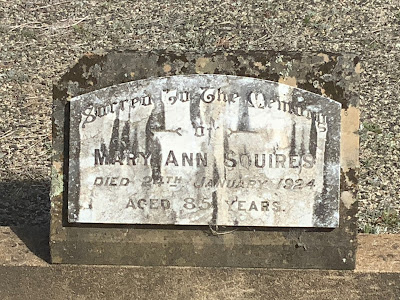 Sacred To The Memory
OF
MARY ANN SQUIRES
DIED 24TH JANUARY 1924
AGED 85 YEARS.